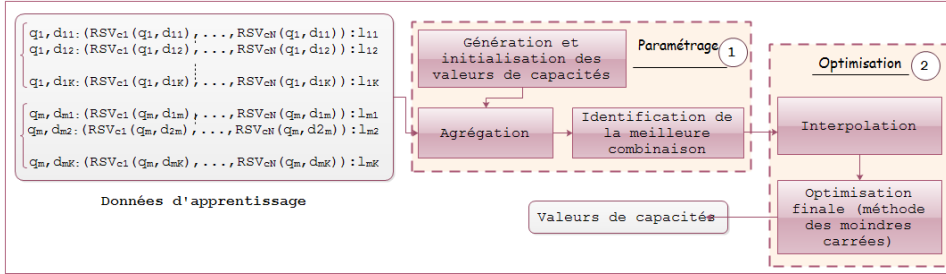 q1,d11:(RSVc1(q1,d11),...,RSVcN(q1,d11)):l11
q1,d12:(RSVc1(q1,d12),...,RSVcN(q1,d12)):l12
q1,d1K:(RSVc1(q1,d1K),...,RSVcN(q1,d1K)):l1K
qm,dm1:(RSVc1(qm,d1m),...,RSVcN(qm,d1m)):lm1
qm,dm2:(RSVc1(qm,d2m),...,RSVcN(qm,d2m)):lm2
qm,dmK:(RSVc1(qm,dmK),...,RSVcN(qm,dmK)):lmK
Données d'apprentissage
Paramétrage 1
Génération et
initialisation des
valeurs de capacités
Agrégation
Identification de
la meilleure
combinaison
Optimisation 2
Interpolation
Optimisation
finale (méthode
des moindres
carrées)
Valeurs de capacités